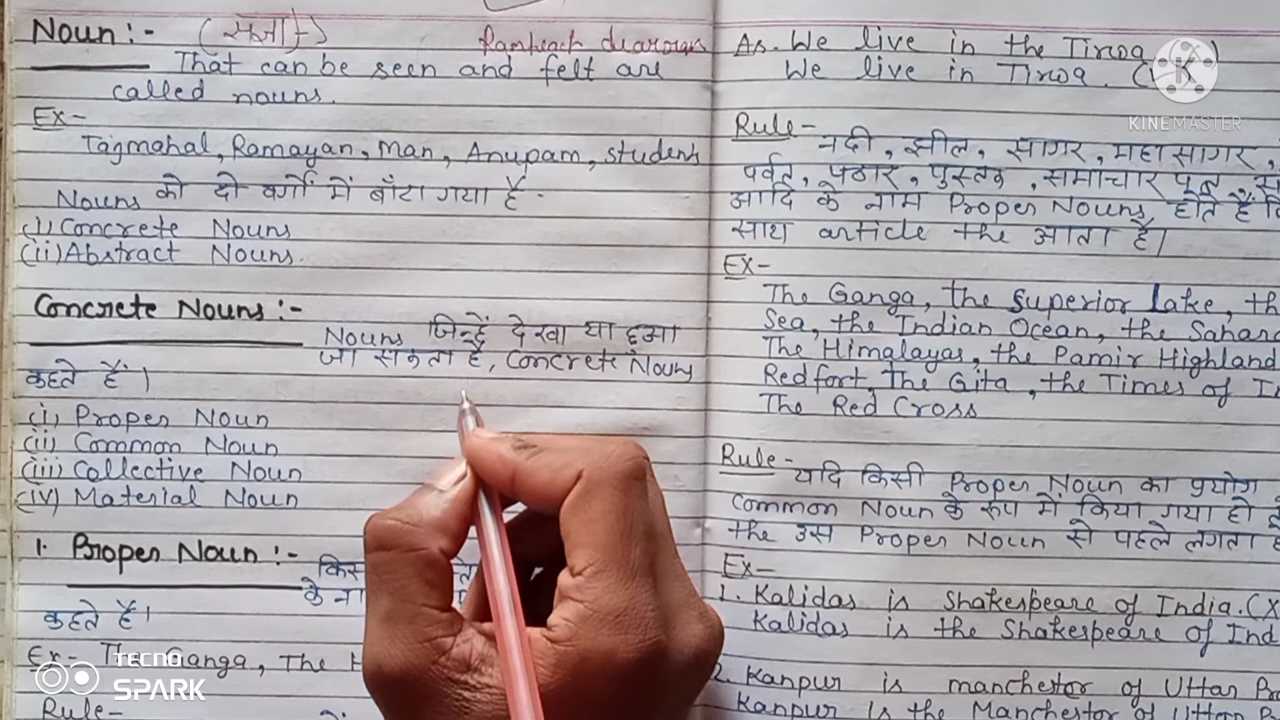 Noun :- (संज्ञा)
That can be seen and felt are
called nouns.
Ex-
Tajmahal, Ramayan, Man, Anupam, students
Nouns को दो वर्गों में बाँटा गया है -
(i) Concrete Nouns
(ii) Abstract Nouns.
Concrete Nouns :-
Nouns जिन्हें देखा या छुआ
जा सकता है, Concrete Nouns
कहते हैं।
(i) Proper Noun
(ii) Common Noun
(iii) Collective Noun
(iv) Material Noun
1. Proper Noun :-
किस
के ना
कहते हैं।
Ex- The Ganga, The
Rule-
As. We live in the Tirwa
We live in Tirwa.
Rule- नदी, झील, सागर, महासागर,
पर्वत, पठार, पुस्तक, समाचार पत्र
आदि के नाम Proper Nouns होते हैं
साथ article the आता है।
Ex-
The Ganga, the Superior Lake, th
Sea, the Indian Ocean, the Sahara
The Himalayas, the Pamir Highland
Redfort, The Gita, the Times of
The Red Cross
Rule- यदि किसी Proper Noun का प्रयोग
Common Noun के रूप में किया गया हो
the उस Proper Noun से पहले लगता
Ex-
1. Kalidas is Shakespeare of India. (X
Kalidas is the Shakespeare of Ind
2. Kanpur is manchester of Uttar Pr
Kanpur is the Manchester of Uttar
K
KINEMASTER
TECNO
SPARK